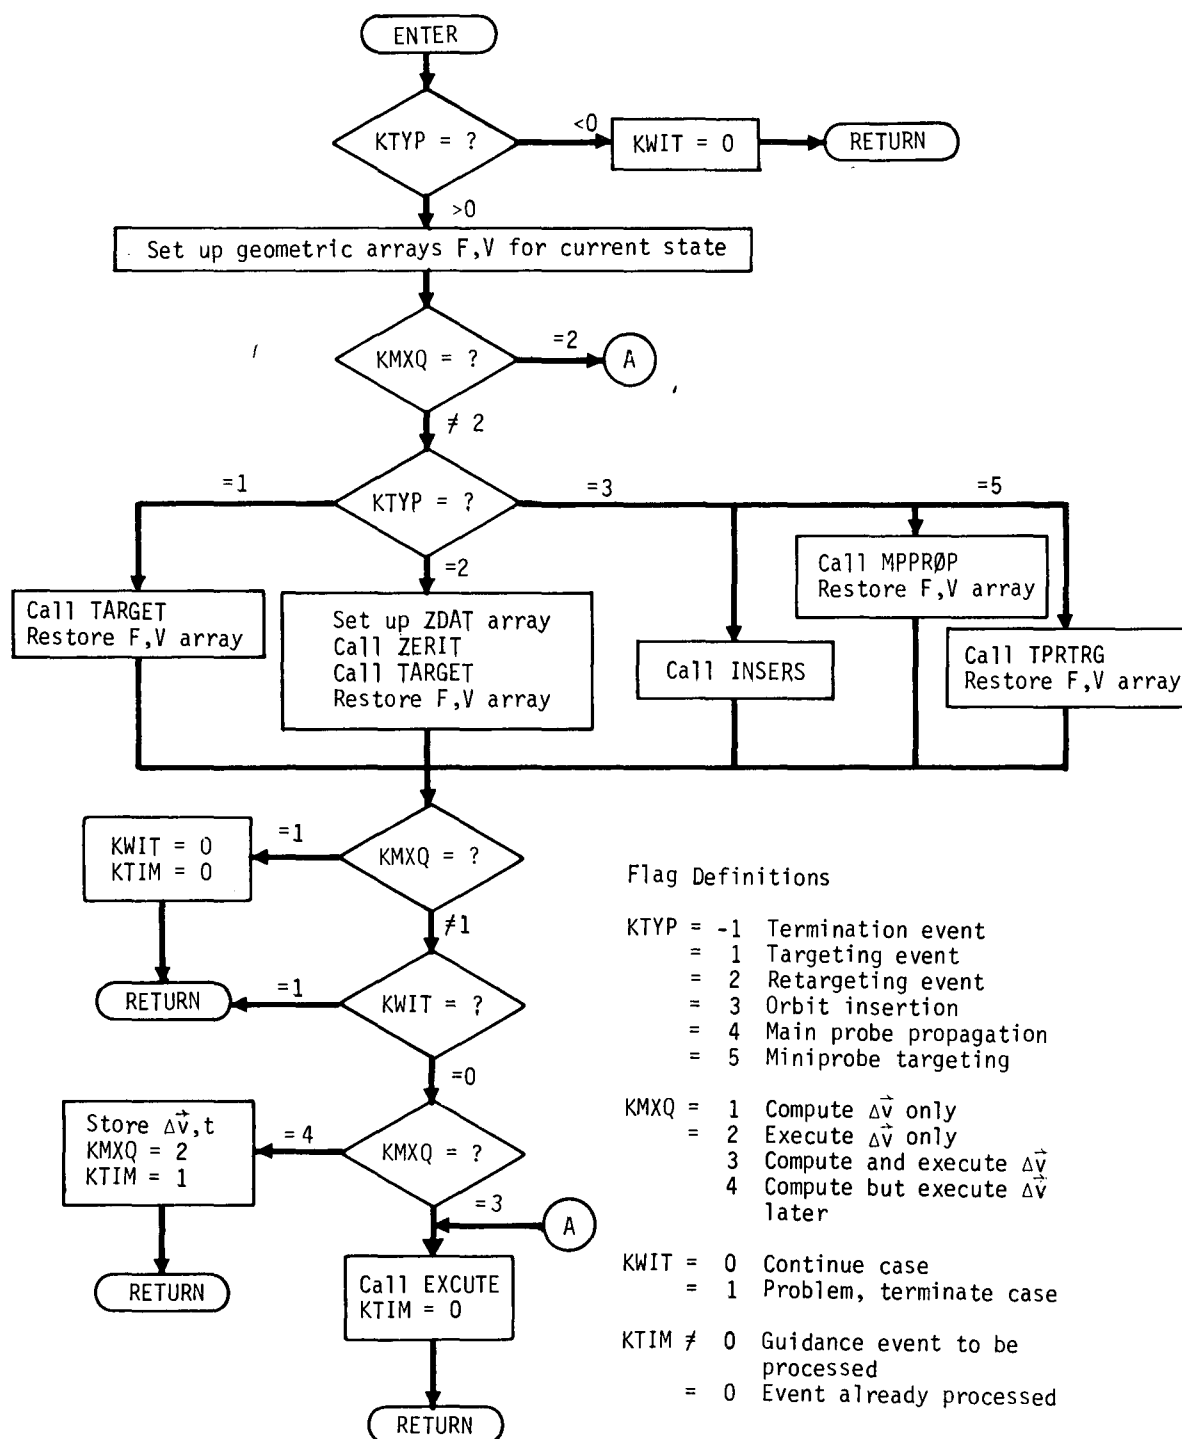 ENTER
KTYP = ?
<0
KWIT = 0
RETURN
>0
Set up geometric arrays F,V for current state
KMXQ = ?
=2
A
≠ 2
KTYP = ?
=1
=3
=5
=2
Call TARGET
Restore F,V array
Set up ZDAT array
Call ZERIT
Call TARGET
Restore F,V array
Call INSERS
Call MPPRØP
Restore F,V array
Call TPRTRG
Restore F,V array
KMXQ = ?
=1
KWIT = 0
KTIM = 0
≠1
RETURN
=1
KWIT = ?
=0
KMXQ = ?
=4
Store Δv⃗,t
KMXQ = 2
KTIM = 1
RETURN
=3
A
Call EXCUTE
KTIM = 0
RETURN
Flag Definitions
KTYP = -1 Termination event
= 1 Targeting event
= 2 Retargeting event
= 3 Orbit insertion
= 4 Main probe propagation
= 5 Miniprobe targeting
KMXQ = 1 Compute Δv⃗ only
= 2 Execute Δv⃗ only
3 Compute and execute Δv⃗
4 Compute but execute Δv⃗
later
KWIT = 0 Continue case
= 1 Problem, terminate case
KTIM ≠ 0 Guidance event to be
processed
= 0 Event already processed